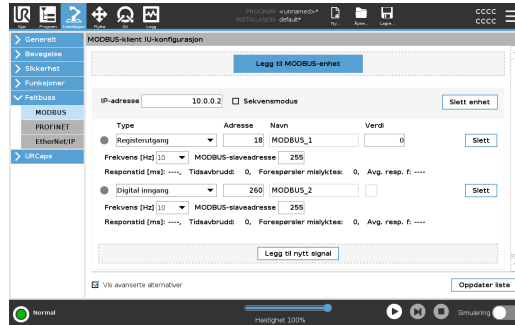 PROGRAM <unnamed>*
INSTALLASJON default*
CCCC
CCCC
Kjør Program Installasjon Flytte IU Logg Ny... Åpne... Lagre...
Generelt
Bevegelse
Sikkerhet
Funksjoner
Feltbuss
MODBUS
PROFINET
EtherNet/IP
URCaps
MODBUS-klient IU-konfigurasjon
Legg til MODBUS-enhet
IP-adresse 10.0.0.2 Sekvensmodus Slett enhet
Type Adresse Navn Verdi
Registerutgang 18 MODBUS_1 0 Slett
Frekvens [Hz] 10 MODBUS-slaveadresse 255
Responstid [ms]: ----, Tidsavbrudd: 0, Forespørsler mislyktes: 0, Avg. resp. f: ----
Digital inngang 260 MODBUS_2 Slett
Frekvens [Hz] 10 MODBUS-slaveadresse 255
Responstid [ms]: ----, Tidsavbrudd: 0, Forespørsler mislyktes: 0, Avg. resp. f: ----
Legg til nytt signal
Vis avanserte alternativer Oppdater liste
Normal
Hastighet 100%
Simulering